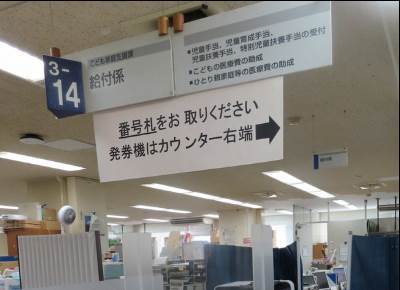 こども家庭支援課
3-
14
給付係
●児童手当、児童育成手当、
児童扶養手当、特別児童扶養手当の受付
●こどもの医療費の助成
●ひとり親家庭等の医療費の助成
番号札をお取りください
発券機はカウンター右端